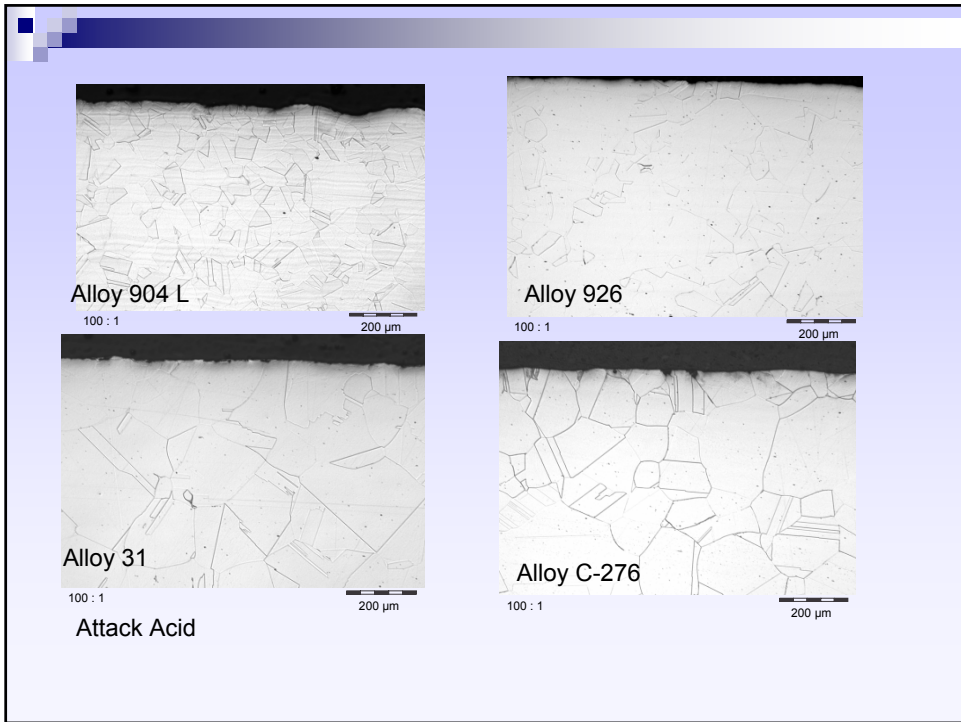 Alloy 904 L
100 : 1
200 µm
Alloy 926
100 : 1
200 µm
Alloy 31
100 : 1
200 µm
Alloy C-276
100 : 1
200 µm
Attack Acid